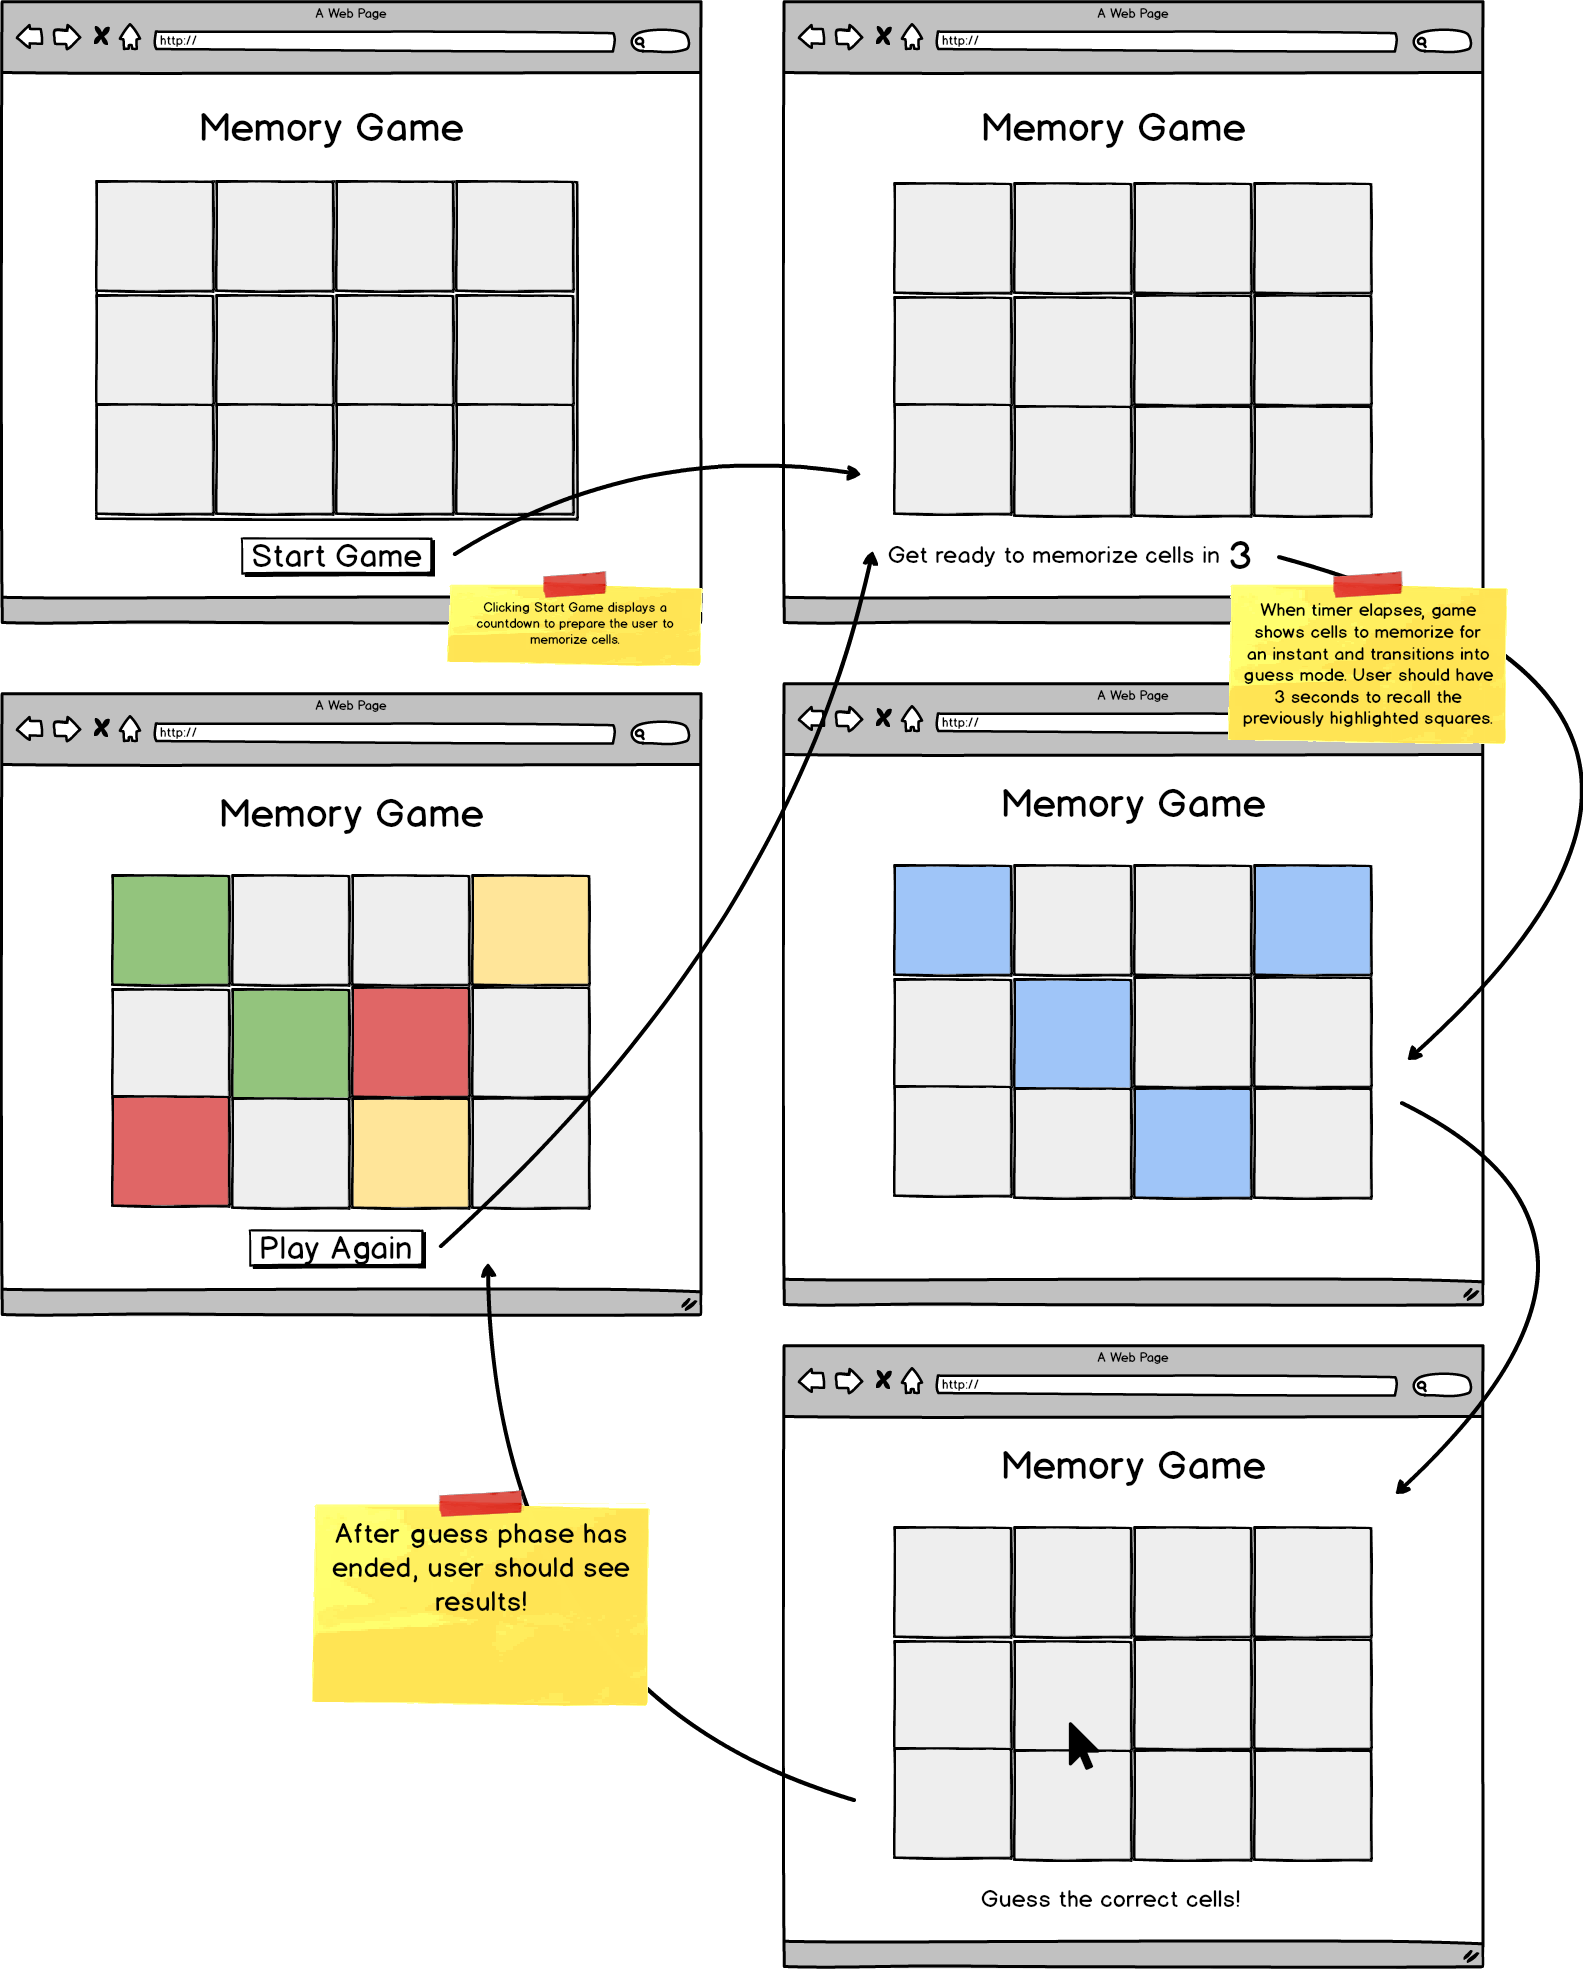 A Web Page
http://
Memory Game
Start Game
Clicking Start Game displays a
countdown to prepare the user to
memorize cells.
A Web Page
http://
Memory Game
Get ready to memorize cells in 3
When timer elapses, game
shows cells to memorize for
an instant and transitions into
guess mode. User should have
3 seconds to recall the
previously highlighted squares.
A Web Page
http://
Memory Game
Play Again
A Web Page
http://
Memory Game
After guess phase has
ended, user should see
results!
A Web Page
http://
Memory Game
Guess the correct cells!